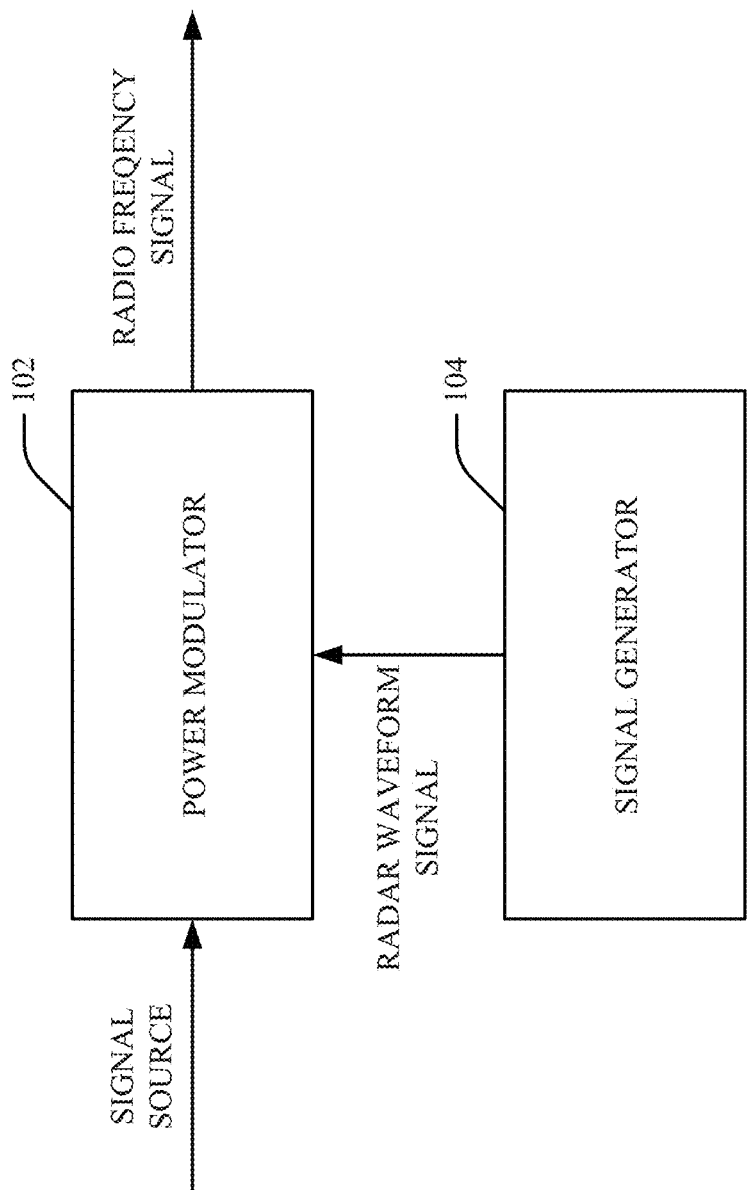 SIGNAL
SOURCE
POWER MODULATOR
102
RADIO FREQENCY
SIGNAL
RADAR WAVEFORM
SIGNAL
104
SIGNAL GENERATOR